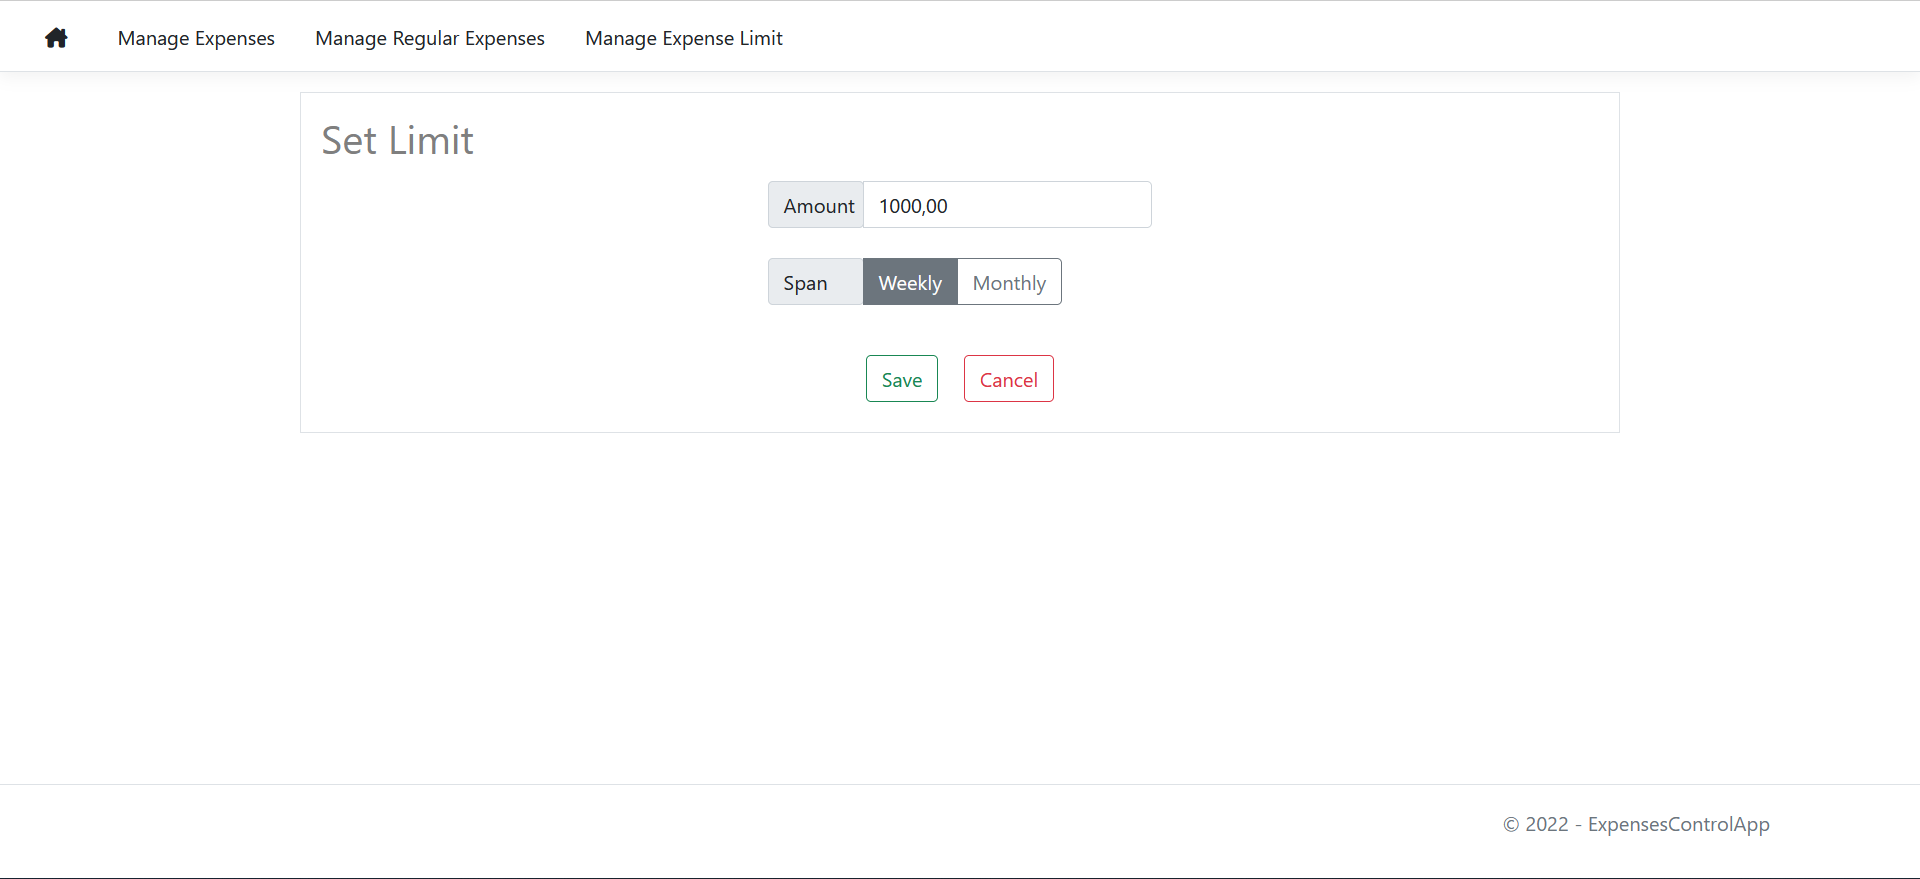 Manage Expenses Manage Regular Expenses Manage Expense Limit
Set Limit
Amount 1000,00
Span Weekly Monthly
Save Cancel
© 2022 - ExpensesControlApp